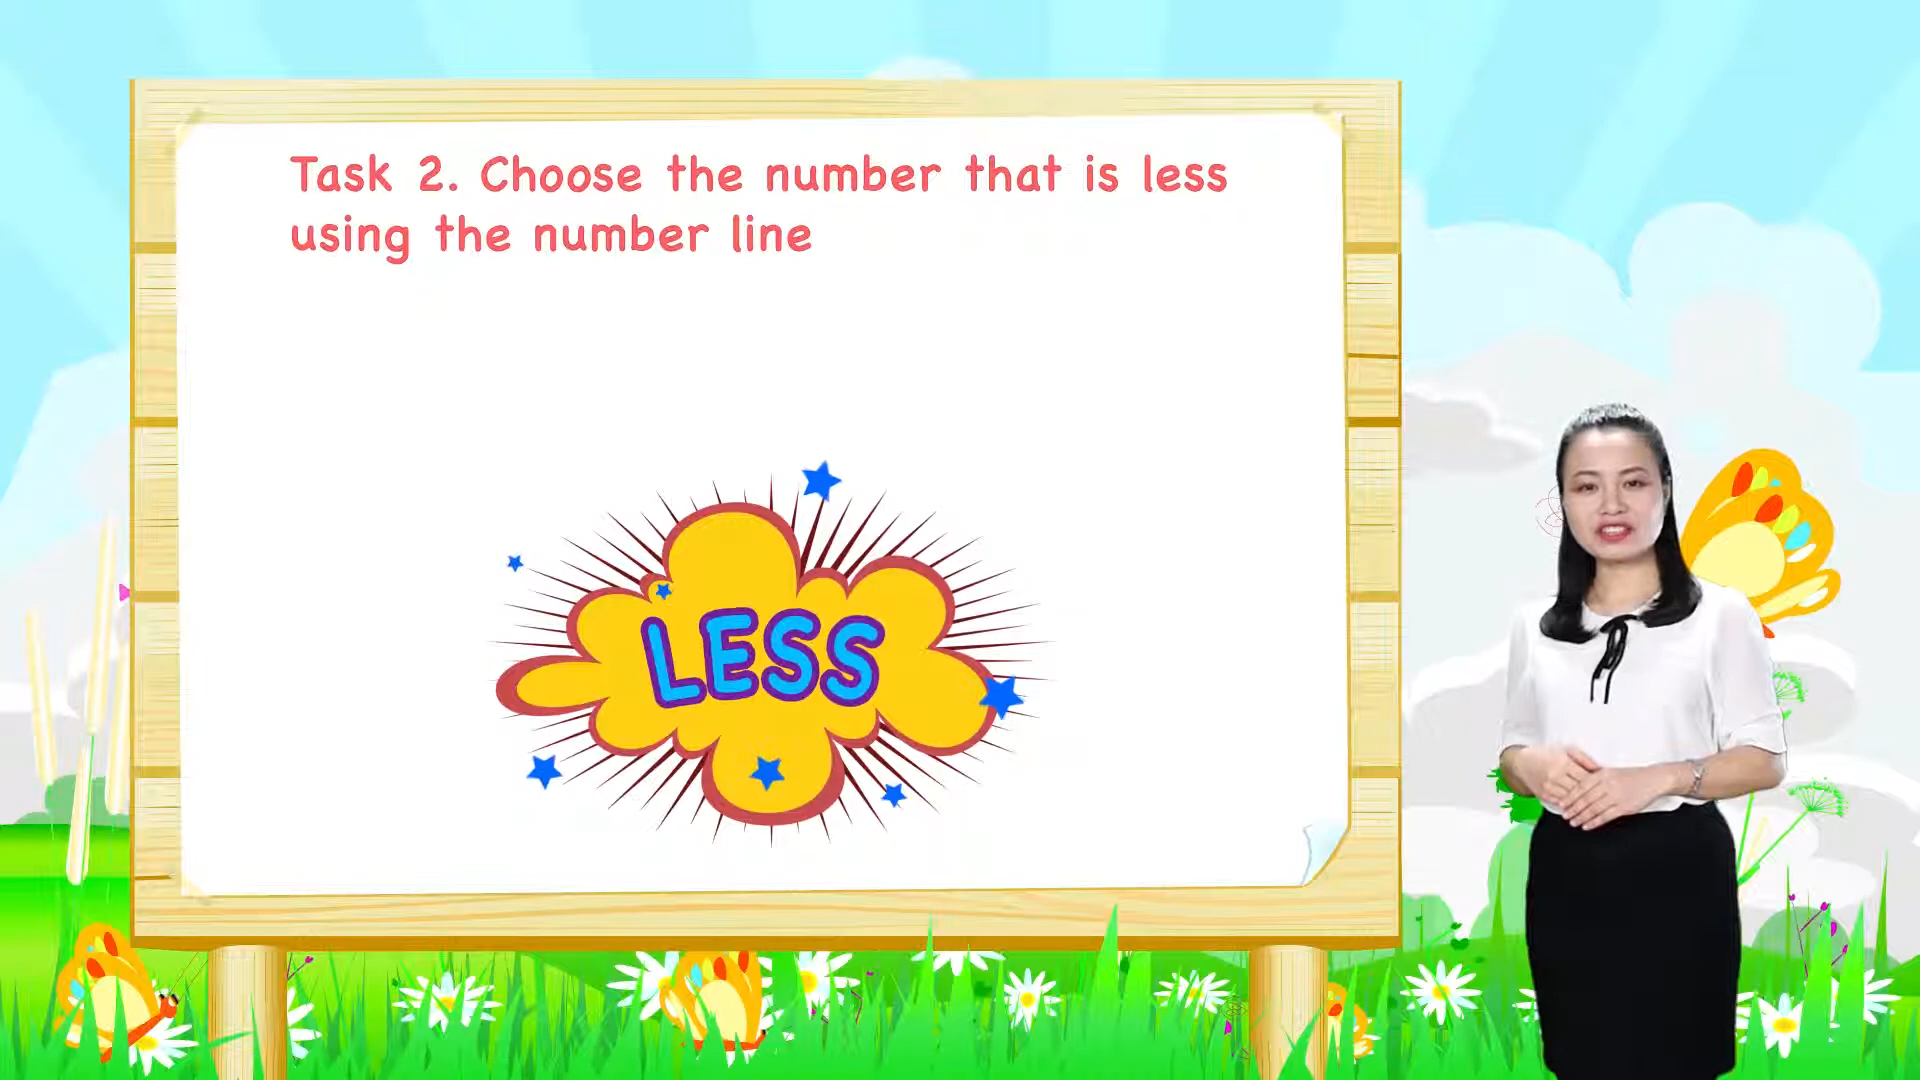 Task 2. Choose the number that is less
using the number line
LESS